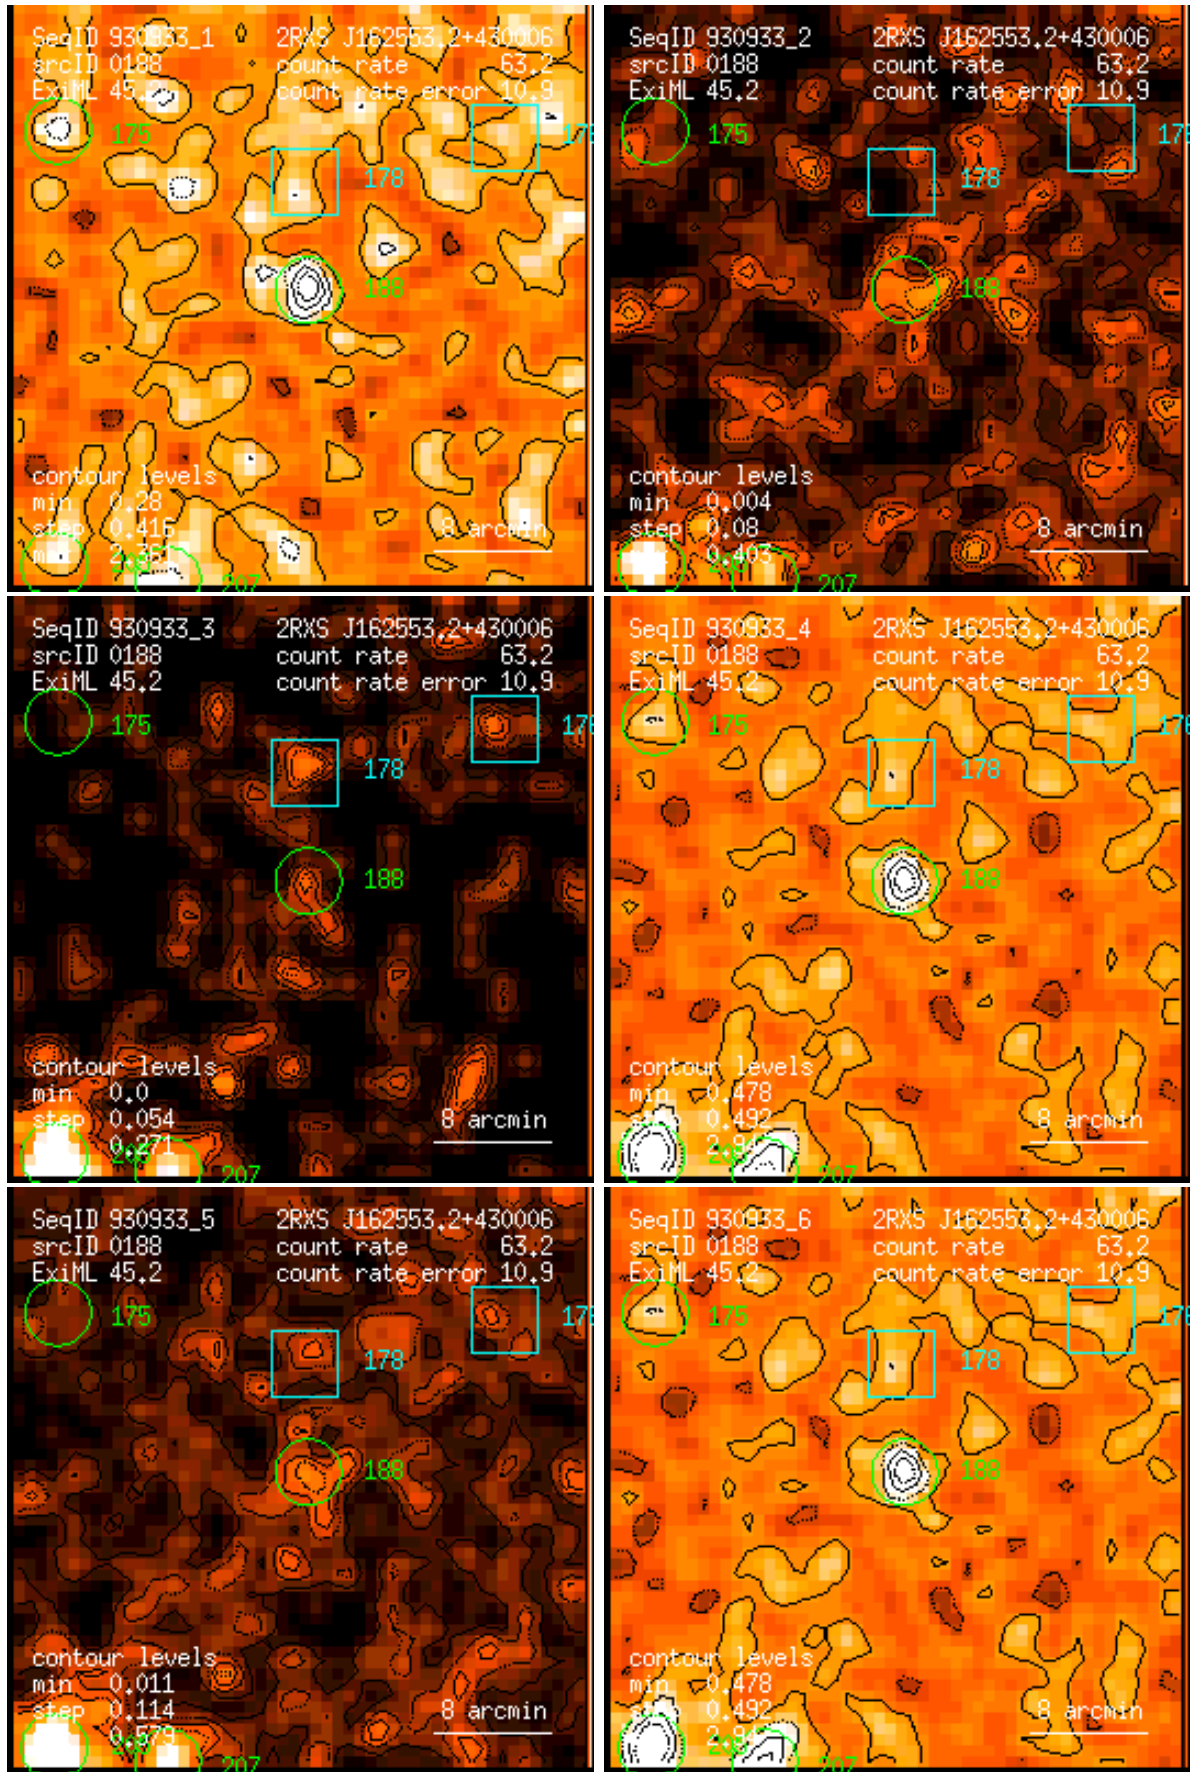 SeqID 930933_1 2RXS J162553.2+430006
srcID 0188 count rate 63.2
ExiML 45.2 count rate error 10.9
175
178
188
contour levels
min 0.28
step 0.416
8 arcmin
207
SeqID 930933_2 2RXS J162553.2+430006
srcID 0188 count rate 63.2
ExiML 45.2 count rate error 10.9
175
178
188
contour levels
min 0.004
step 0.08
8 arcmin
0.403
207
SeqID 930933_3 2RXS J162553.2+430006
srcID 0188 count rate 63.2
ExiML 45.2 count rate error 10.9
175
178
188
contour levels
min 0.0
step 0.054
8 arcmin
0.271
207
SeqID 930933_4 2RXS J162553.2+430006
srcID 0188 count rate 63.2
ExiML 45.2 count rate error 10.9
175
178
188
contour levels
min 0.478
step 0.492
8 arcmin
207
SeqID 930933_5 2RXS J162553.2+430006
srcID 0188 count rate 63.2
ExiML 45.2 count rate error 10.9
175
178
188
contour levels
min 0.011
step 0.114
8 arcmin
0.579
207
SeqID 930933_6 2RXS J162553.2+430006
srcID 0188 count rate 63.2
ExiML 45.2 count rate error 10.9
175
178
188
contour levels
min 0.478
step 0.492
8 arcmin
207